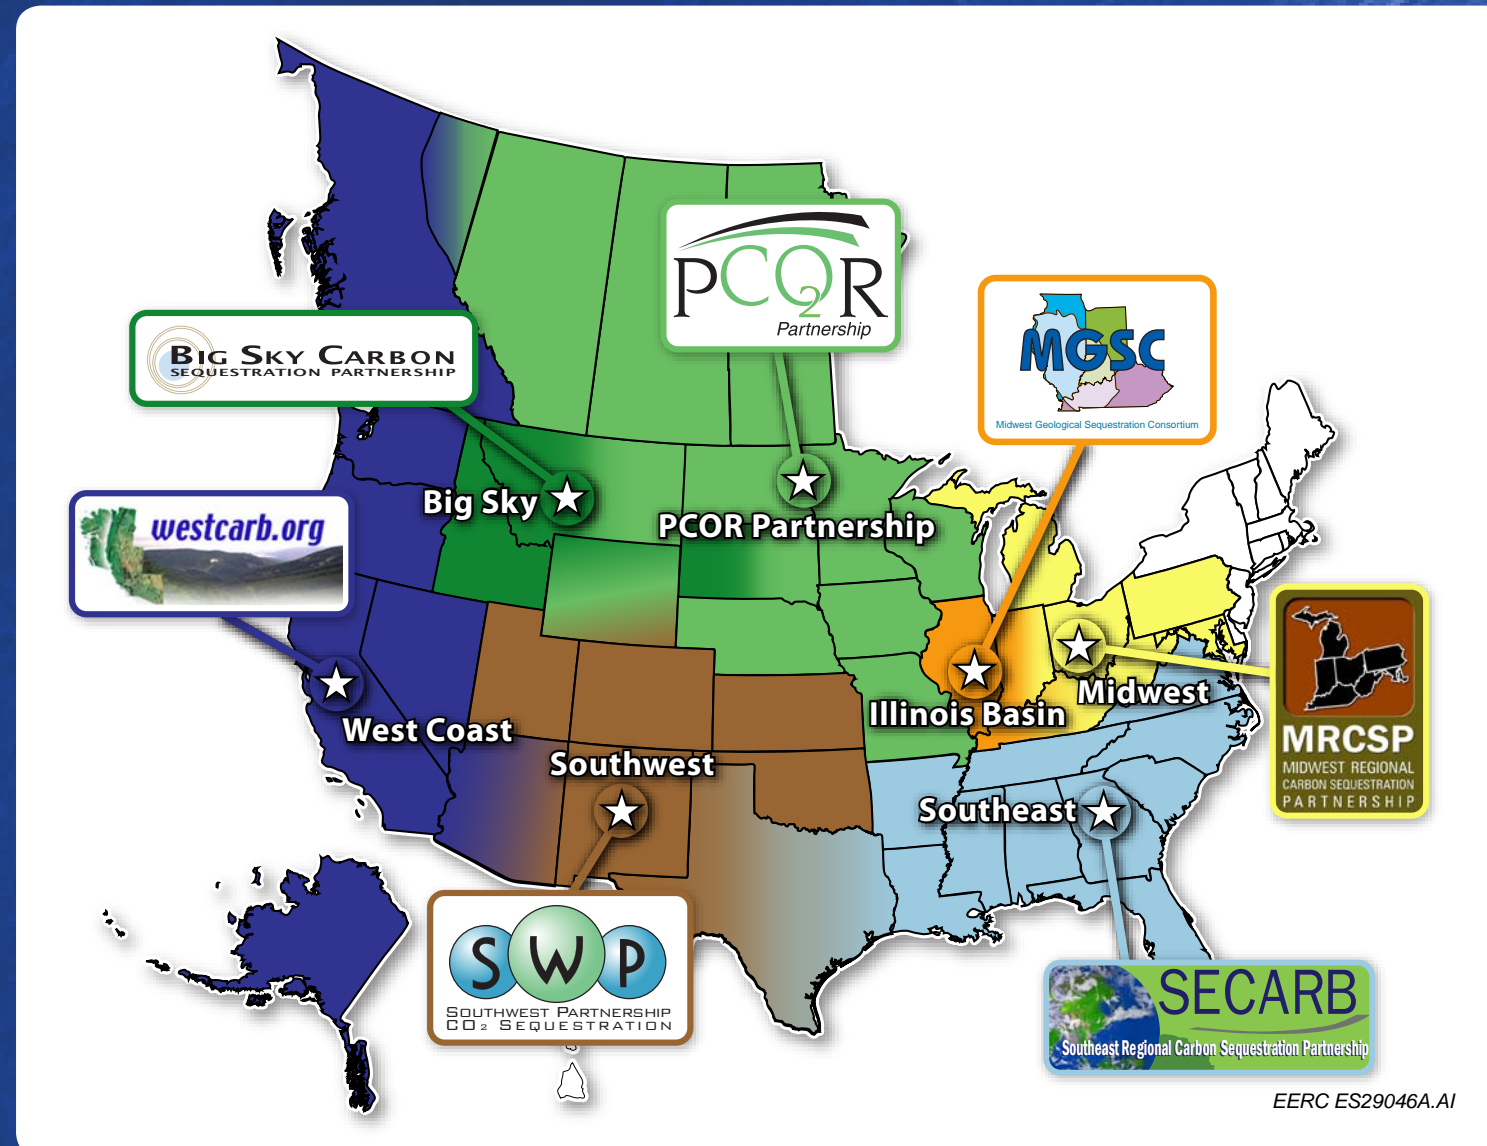 PCO2R
Partnership
MGSC
Midwest Geological Sequestration Consortium
BIG SKY CARBON
SEQUESTRATION PARTNERSHIP
Big Sky
PCOR Partnership
westcarb.org
West Coast
Illinois Basin
Midwest
MRCSP
MIDWEST REGIONAL
CARBON SEQUESTRATION
PARTNERSHIP
Southwest
Southeast
SWP
SOUTHWEST PARTNERSHIP
CO2 SEQUESTRATION
SECARB
Southeast Regional Carbon Sequestration Partnership
EERC ES29046A.AI